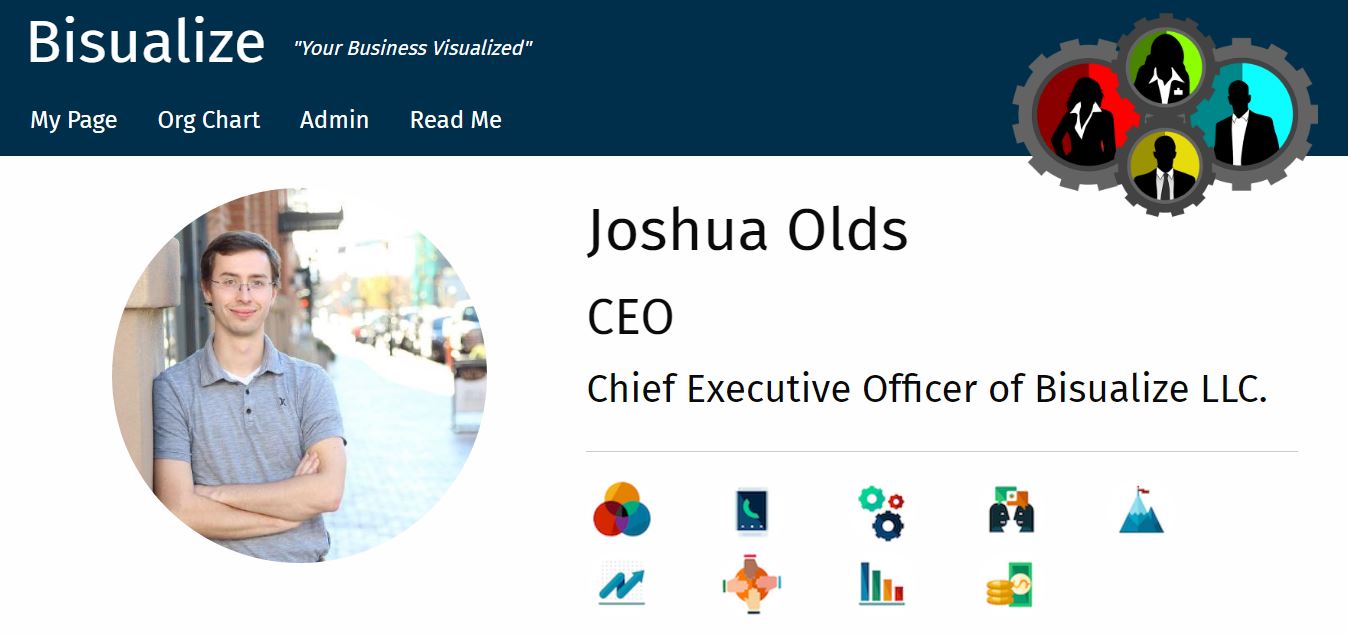 Bisualize "Your Business Visualized"
My Page Org Chart Admin Read Me
Joshua Olds
CEO
Chief Executive Officer of Bisualize LLC.